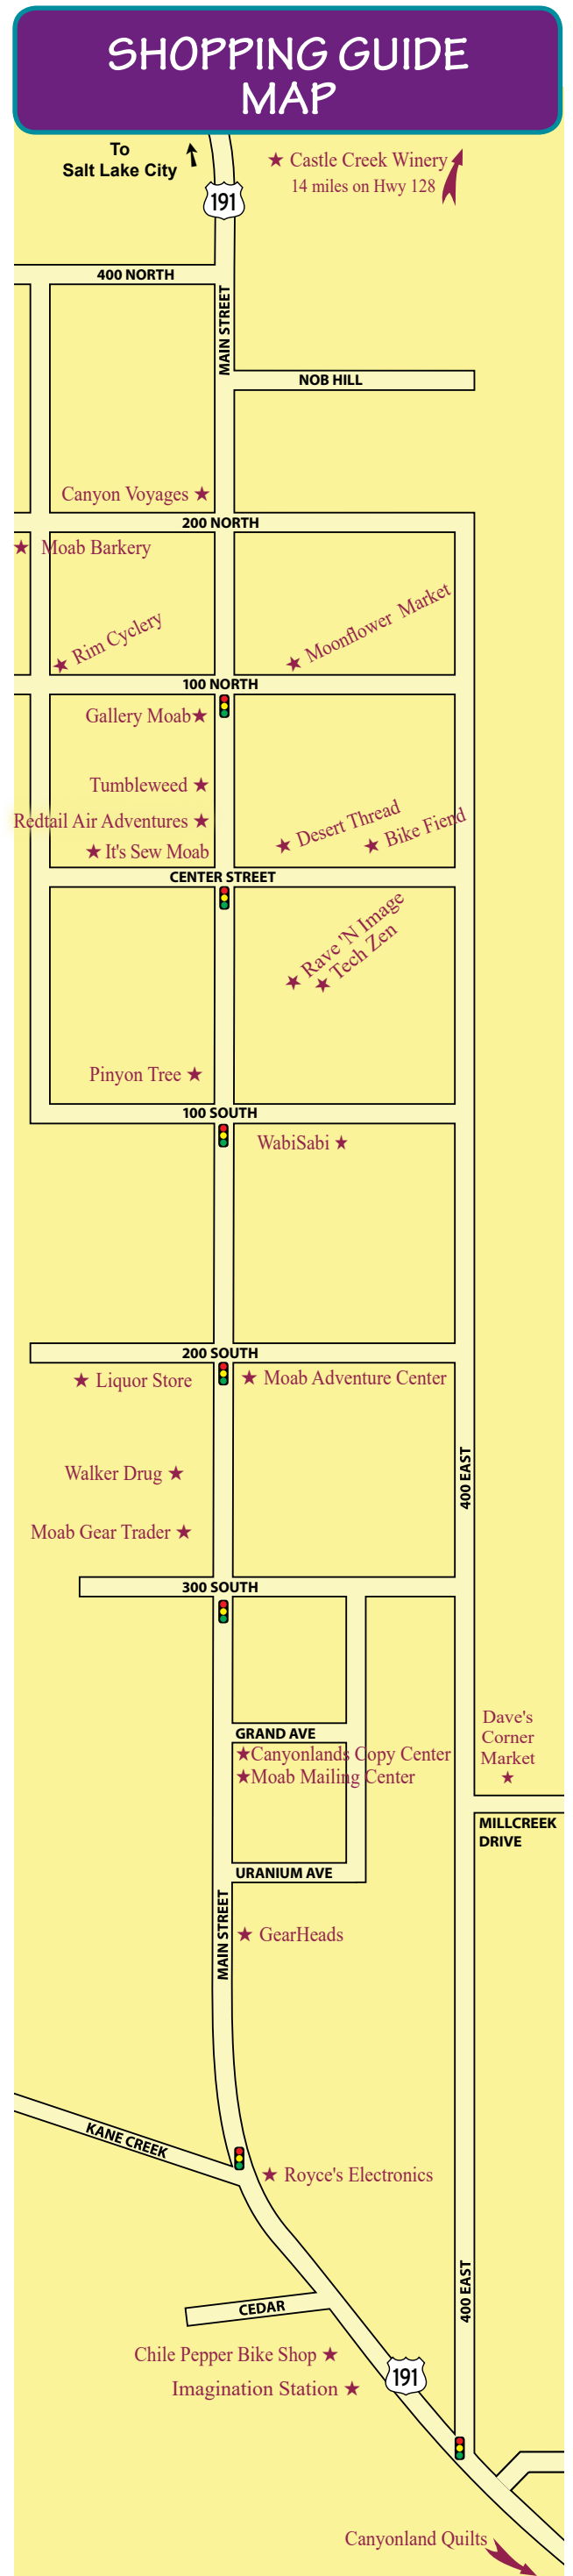 SHOPPING GUIDE
MAP
To
Salt Lake City
★ Castle Creek Winery
14 miles on Hwy 128
191
400 NORTH
MAIN STREET
NOB HILL
Canyon Voyages ★
200 NORTH
★ Moab Barkery
★ Rim Cyclery
★ Moonflower Market
100 NORTH
Gallery Moab★
Tumbleweed ★
Redtail Air Adventures ★
★ Desert Thread
★ Bike Fiend
★ It's Sew Moab
CENTER STREET
★ Rave 'N Image
★ Tech Zen
Pinyon Tree ★
100 SOUTH
WabiSabi ★
200 SOUTH
★ Liquor Store
★ Moab Adventure Center
Walker Drug ★
400 EAST
Moab Gear Trader ★
300 SOUTH
Dave's
Corner
Market
★
GRAND AVE
★Canyonlands Copy Center
★Moab Mailing Center
MILLCREEK
DRIVE
URANIUM AVE
MAIN STREET
★ GearHeads
KANE CREEK
★ Royce's Electronics
400 EAST
CEDAR
Chile Pepper Bike Shop ★
191
Imagination Station ★
Canyonland Quilts